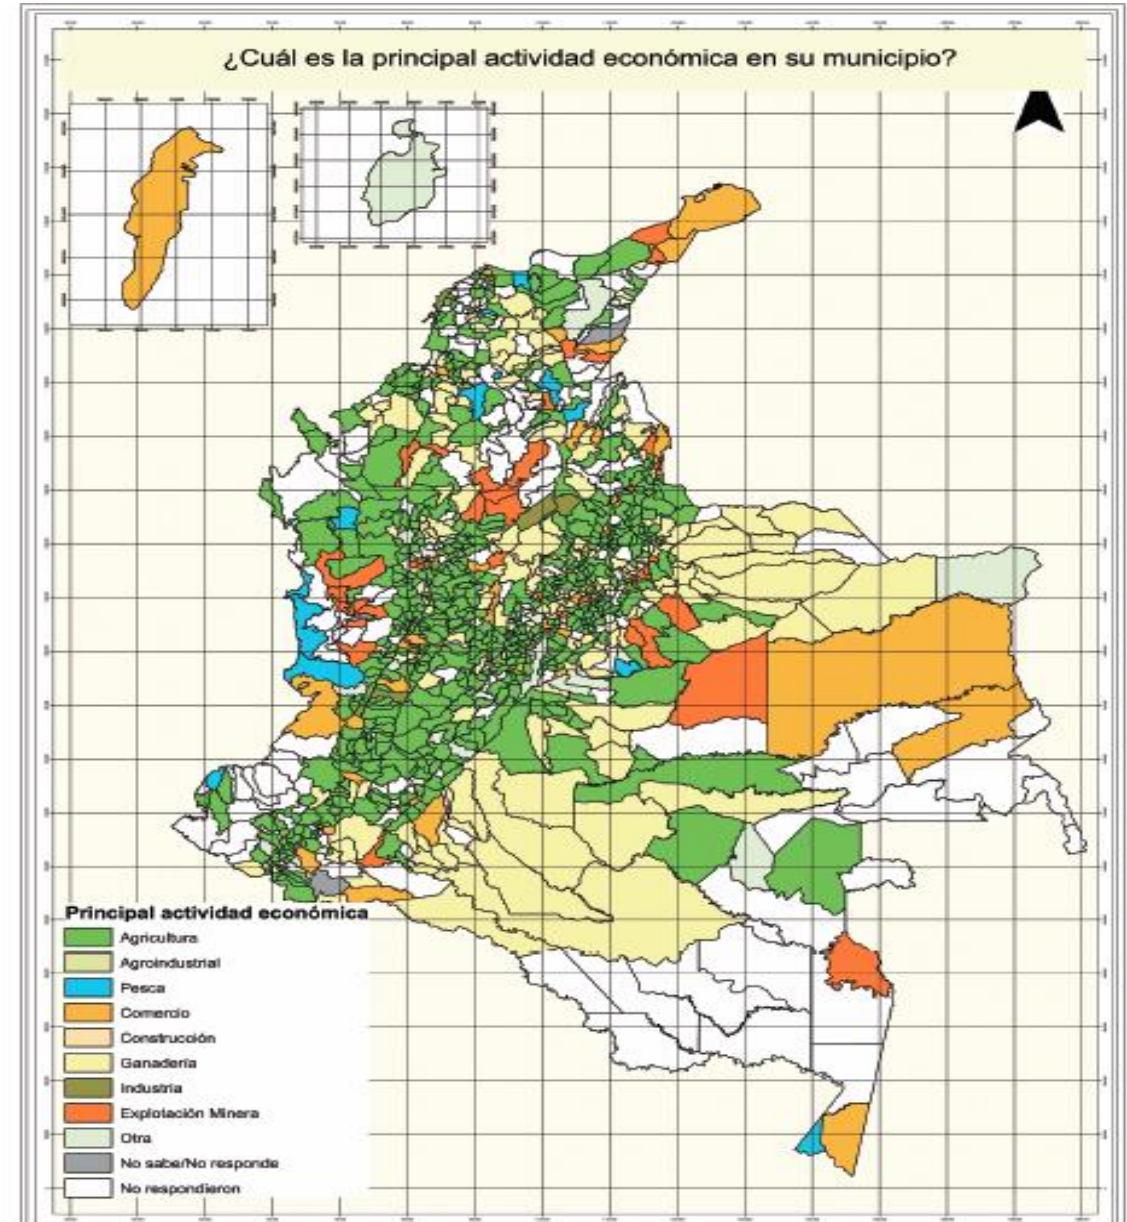 ¿Cuál es la principal actividad económica en su municipio?
Principal actividad económica
Agricultura
Agroindustrial
Pesca
Comercio
Construcción
Ganadería
Industria
Explotación Minera
Otra
No sabe/No responde
No respondieron